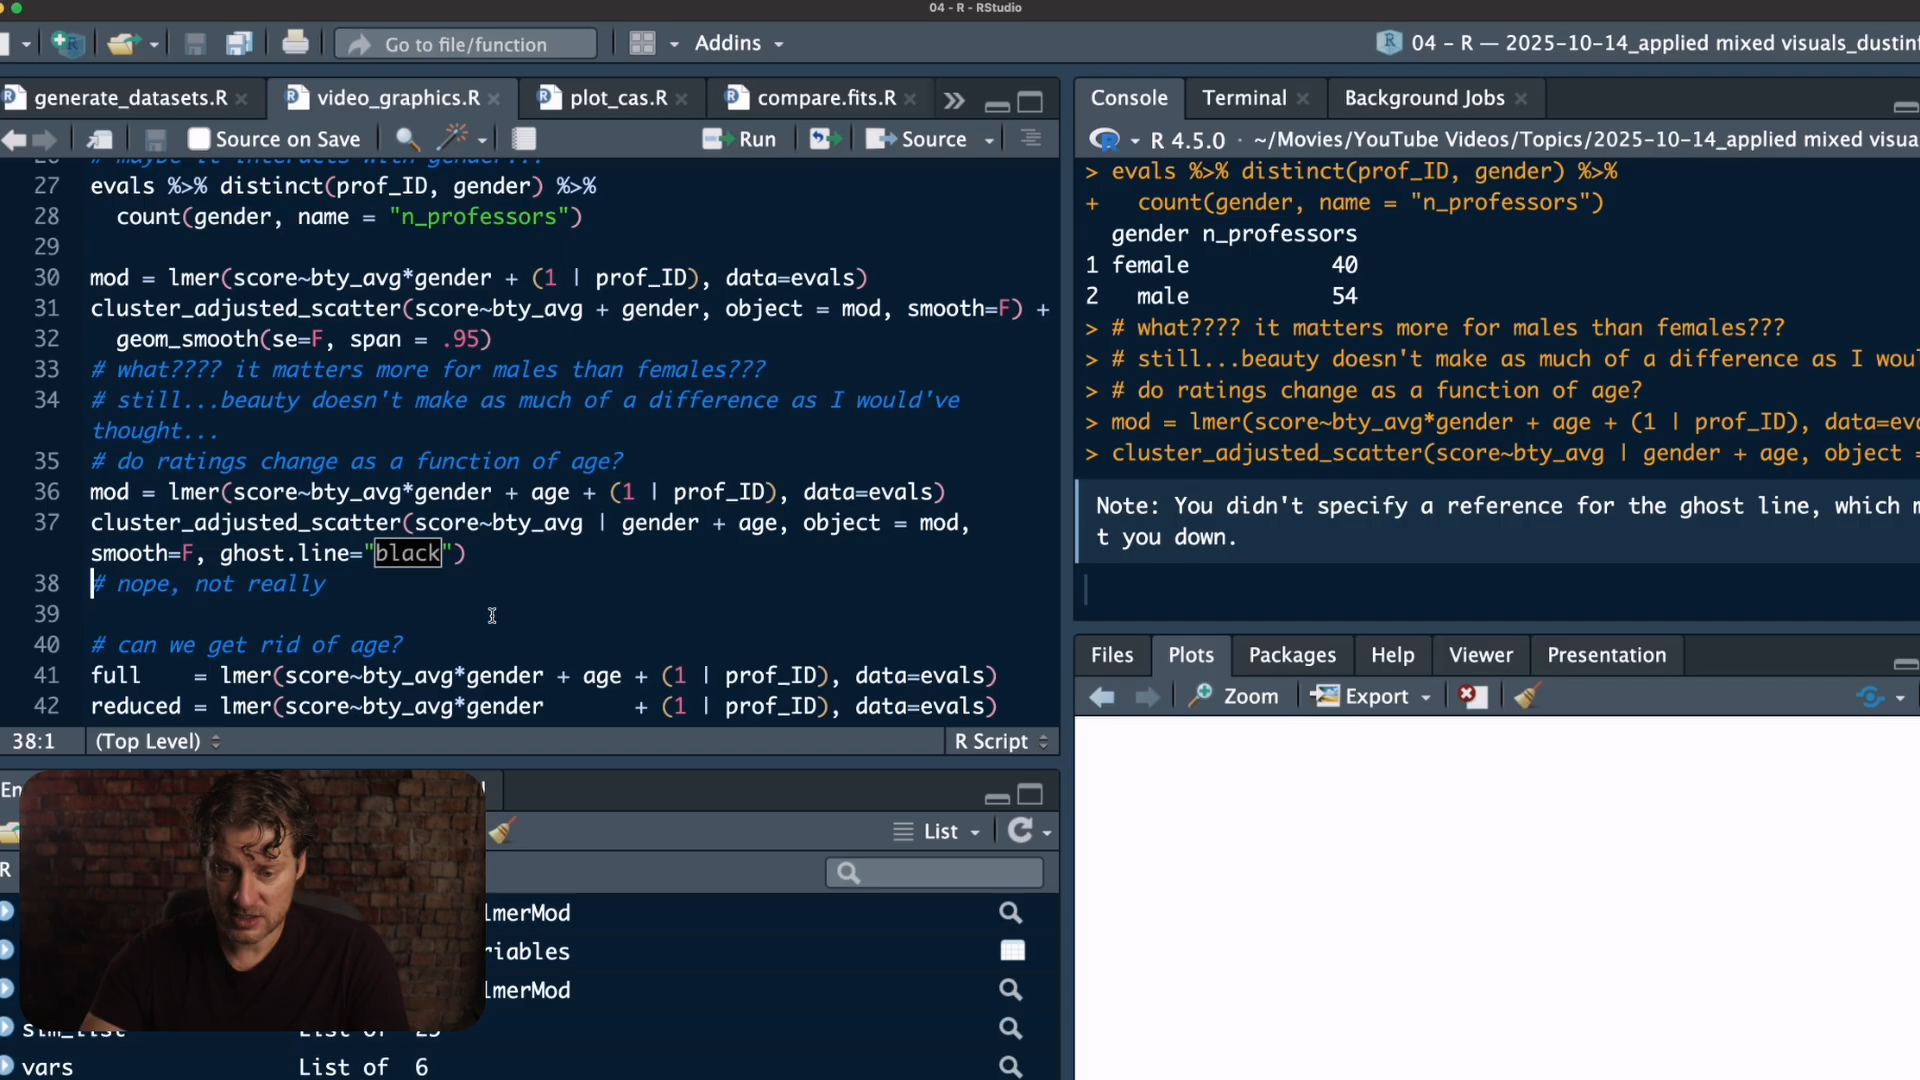 04 - R - RStudio
Go to file/function
Addins
04 - R — 2025-10-14_applied mixed visuals_dustinf
generate_datasets.R
video_graphics.R
plot_cas.R
compare.fits.R
Source on Save
Run
Source
27 evals %>% distinct(prof_ID, gender) %>%
28 count(gender, name = "n_professors")
29
30 mod = lmer(score~bty_avg*gender + (1 | prof_ID), data=evals)
31 cluster_adjusted_scatter(score~bty_avg + gender, object = mod, smooth=F) +
32 geom_smooth(se=F, span = .95)
33 # what???? it matters more for males than females???
34 # still...beauty doesn't make as much of a difference as I would've
thought...
35 # do ratings change as a function of age?
36 mod = lmer(score~bty_avg*gender + age + (1 | prof_ID), data=evals)
37 cluster_adjusted_scatter(score~bty_avg | gender + age, object = mod,
smooth=F, ghost.line="black")
38 # nope, not really
39
40 # can we get rid of age?
41 full = lmer(score~bty_avg*gender + age + (1 | prof_ID), data=evals)
42 reduced = lmer(score~bty_avg*gender + (1 | prof_ID), data=evals)
38:1
(Top Level)
R Script
Console
Terminal
Background Jobs
R 4.5.0 · ~/Movies/YouTube Videos/Topics/2025-10-14_applied mixed visua
> evals %>% distinct(prof_ID, gender) %>%
+ count(gender, name = "n_professors")
gender n_professors
1 female 40
2 male 54
> # what???? it matters more for males than females???
> # still...beauty doesn't make as much of a difference as I wou
> # do ratings change as a function of age?
> mod = lmer(score~bty_avg*gender + age + (1 | prof_ID), data=ev
> cluster_adjusted_scatter(score~bty_avg | gender + age, object =
Note: You didn't specify a reference for the ghost line, which m
t you down.
Files
Plots
Packages
Help
Viewer
Presentation
Zoom
Export
En
List
R
lmerMod
riables
lmerMod
List of
vars List of 6